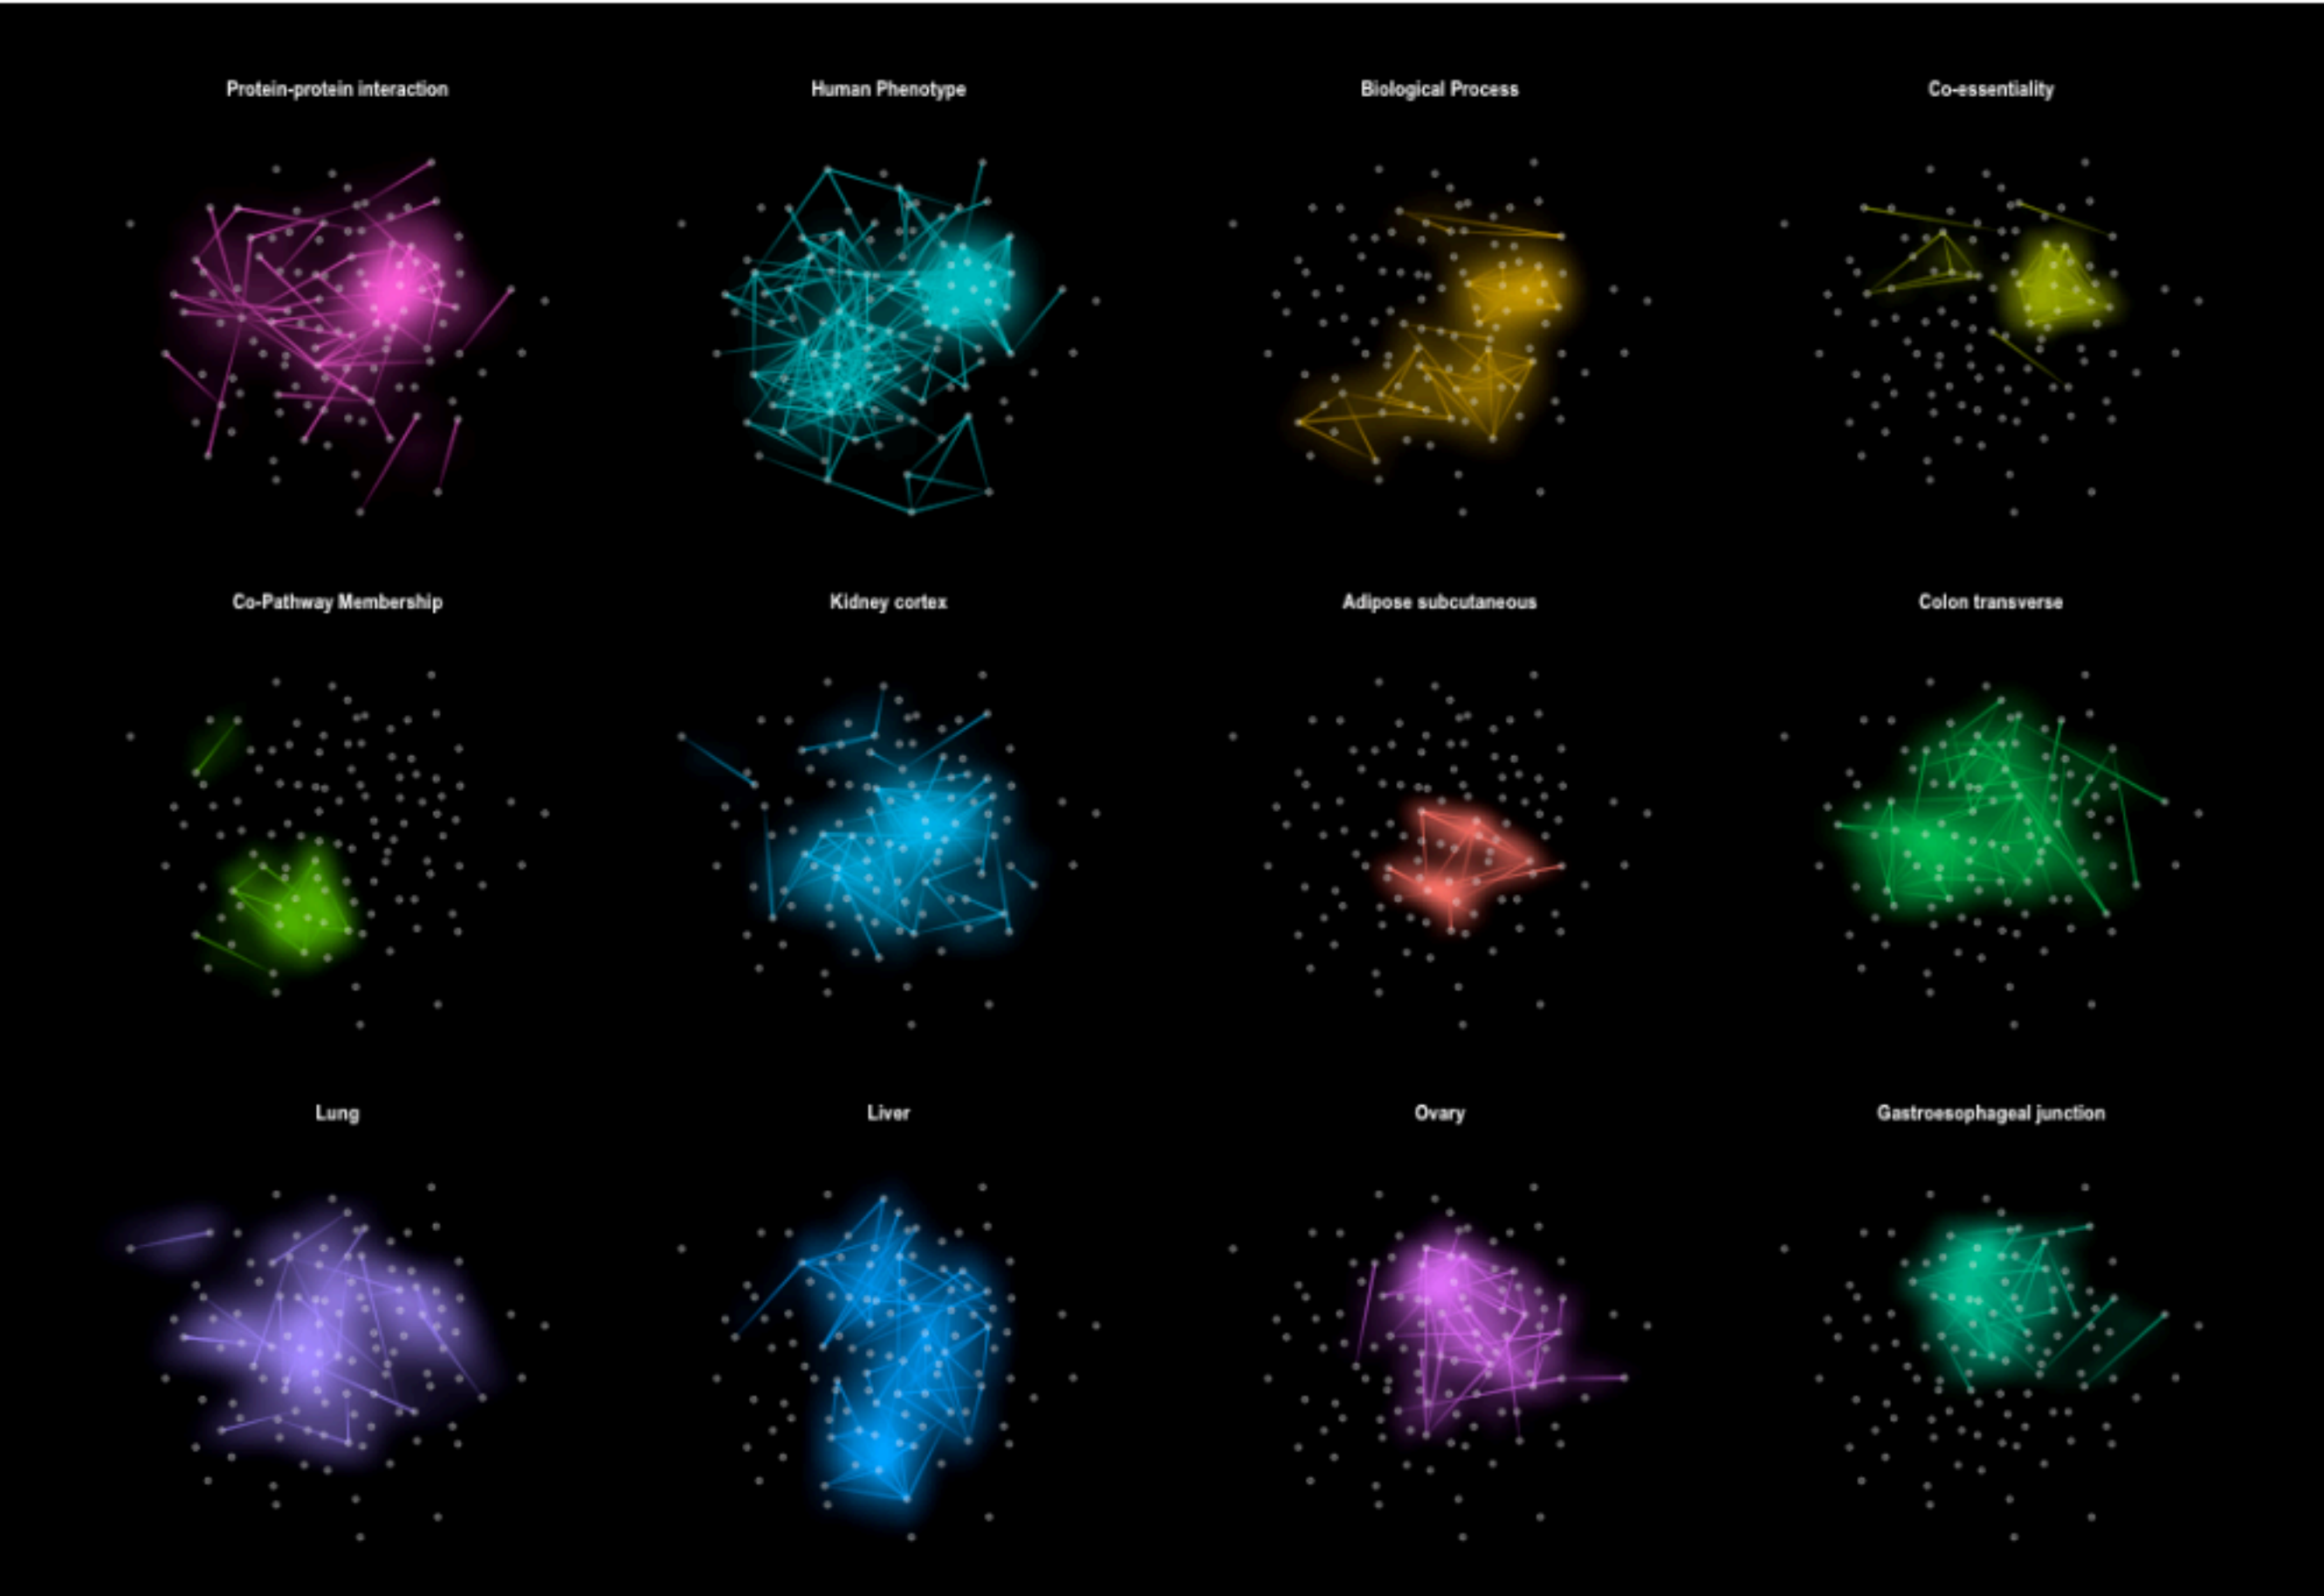 Protein-protein interaction
Human Phenotype
Biological Process
Co-essentiality
Co-Pathway Membership
Kidney cortex
Adipose subcutaneous
Colon transverse
Lung
Liver
Ovary
Gastroesophageal junction